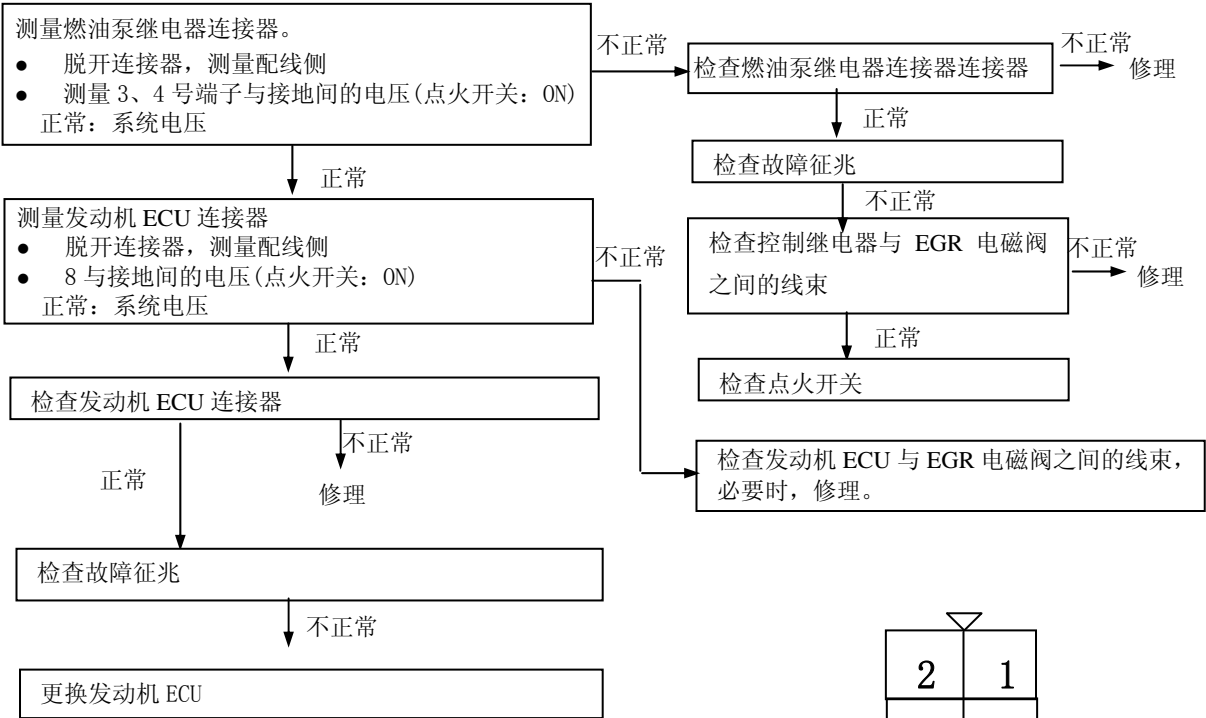 测量燃油泵继电器连接器。
● 脱开连接器，测量配线侧
● 测量 3、4 号端子与接地间的电压(点火开关：ON)
正常：系统电压
不正常
检查燃油泵继电器连接器连接器
不正常
修理
正常
检查故障征兆
不正常
检查控制继电器与 EGR 电磁阀
之间的线束
不正常
修理
正常
检查点火开关
正常
测量发动机 ECU 连接器
● 脱开连接器，测量配线侧
● 8 与接地间的电压(点火开关：ON)
正常：系统电压
不正常
检查发动机 ECU 与 EGR 电磁阀之间的线束，
必要时，修理。
正常
检查发动机 ECU 连接器
不正常
修理
正常
检查故障征兆
不正常
更换发动机 ECU
2 1